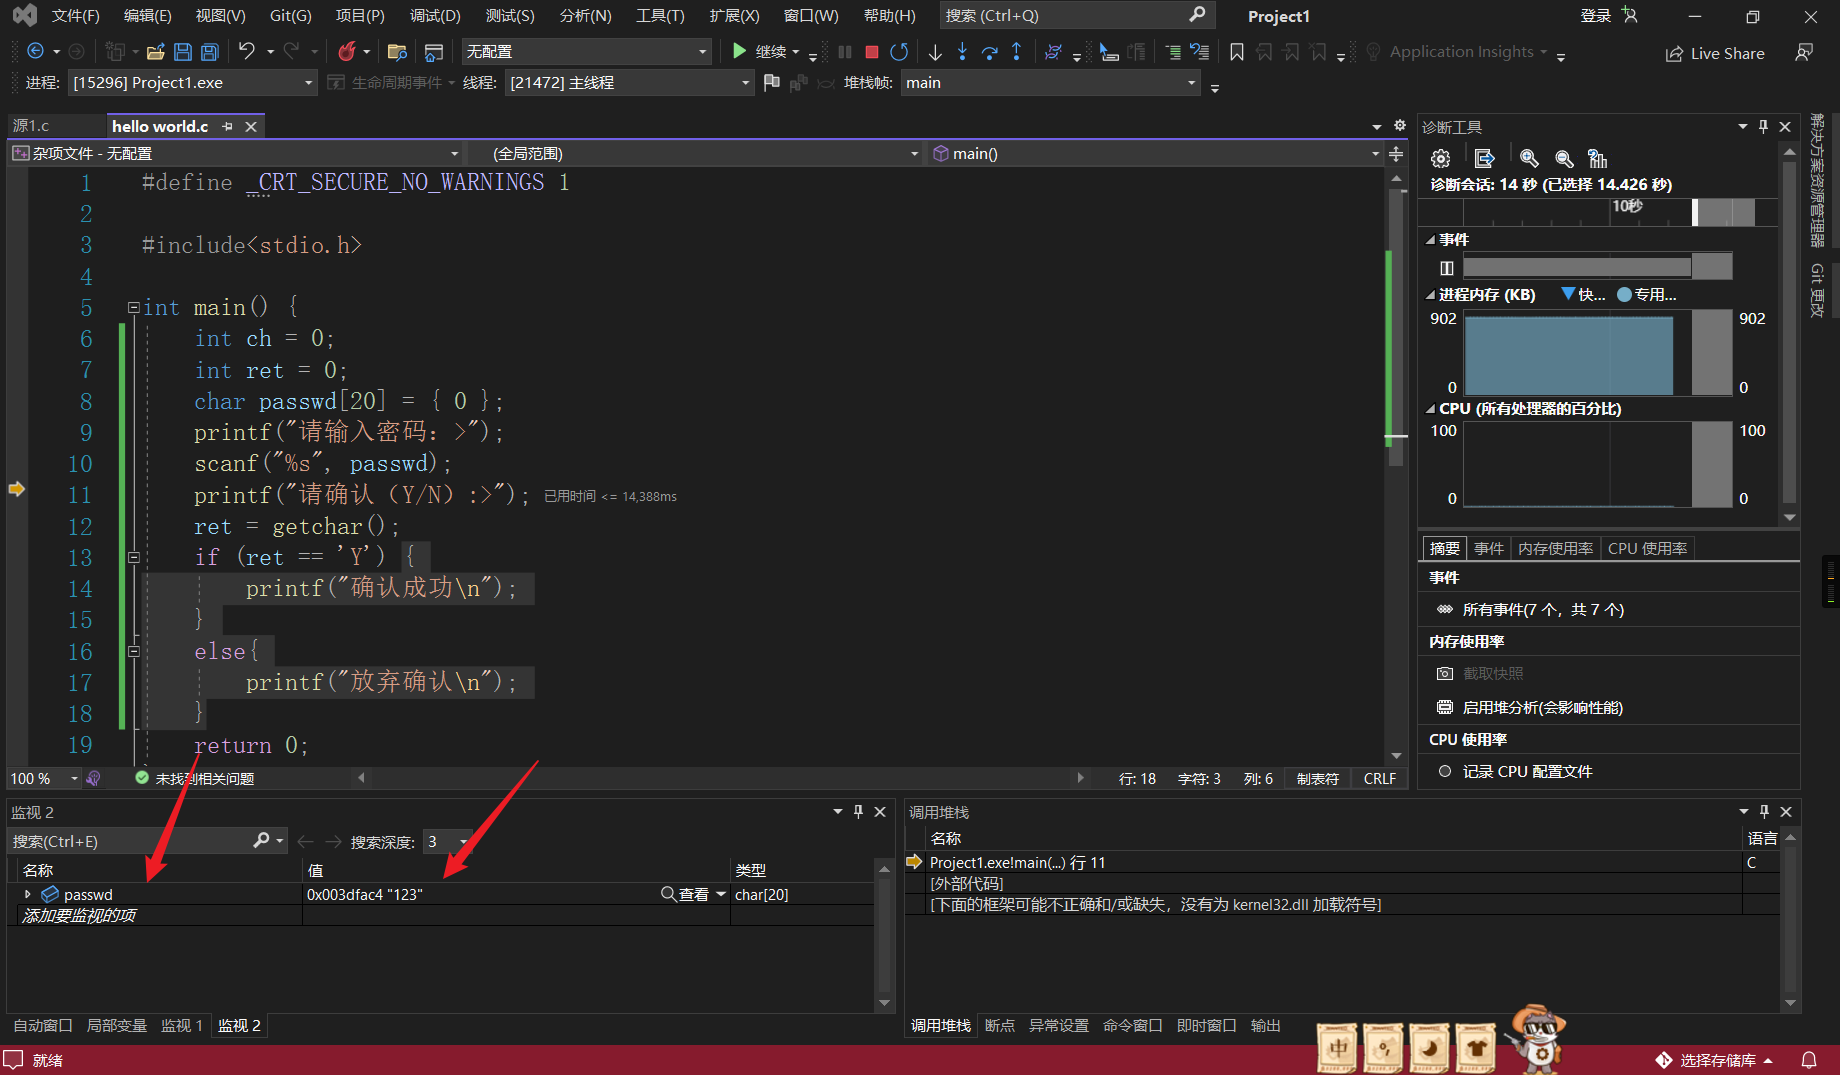 文件(F) 编辑(E) 视图(V) Git(G) 项目(P) 调试(D) 测试(S) 分析(N) 工具(T) 扩展(X) 窗口(W) 帮助(H) 搜索 (Ctrl+Q) Project1 登录
无配置 继续 Application Insights Live Share
进程: [15296] Project1.exe 生命周期事件 线程: [21472] 主线程 堆栈帧: main
源1.c hello world.c
杂项文件 - 无配置 (全局范围) main()
1 #define _CRT_SECURE_NO_WARNINGS 1
2
3 #include<stdio.h>
4
5 int main() {
6 int ch = 0;
7 int ret = 0;
8 char passwd[20] = { 0 };
9 printf("请输入密码：>");
10 scanf("%s", passwd);
11 printf("请确认（Y/N）:>"); 已用时间 <= 14,388ms
12 ret = getchar();
13 if (ret == 'Y') {
14 printf("确认成功\n");
15 }
16 else{
17 printf("放弃确认\n");
18 }
19 return 0;
100 % 未找到相关问题 行: 18 字符: 3 列: 6 制表符 CRLF
诊断工具
诊断会话: 14 秒 (已选择 14.426 秒)
10秒
事件
进程内存 (KB) 快... 专用...
902 902
0 0
CPU (所有处理器的百分比)
100 100
0 0
摘要 事件 内存使用率 CPU 使用率
事件
所有事件(7 个，共 7 个)
内存使用率
截取快照
启用堆分析(会影响性能)
CPU 使用率
记录 CPU 配置文件
解决方案资源管理器
Git 更改
监视 2
搜索(Ctrl+E) 搜索深度: 3
名称 值 类型
passwd 0x003dfac4 "123" 查看 char[20]
添加要监视的项
自动窗口 局部变量 监视 1 监视 2
调用堆栈
名称 语言
Project1.exe!main(...) 行 11 C
[外部代码]
[下面的框架可能不正确和/或缺失，没有为 kernel32.dll 加载符号]
调用堆栈 断点 异常设置 命令窗口 即时窗口 输出
中
就绪 选择存储库